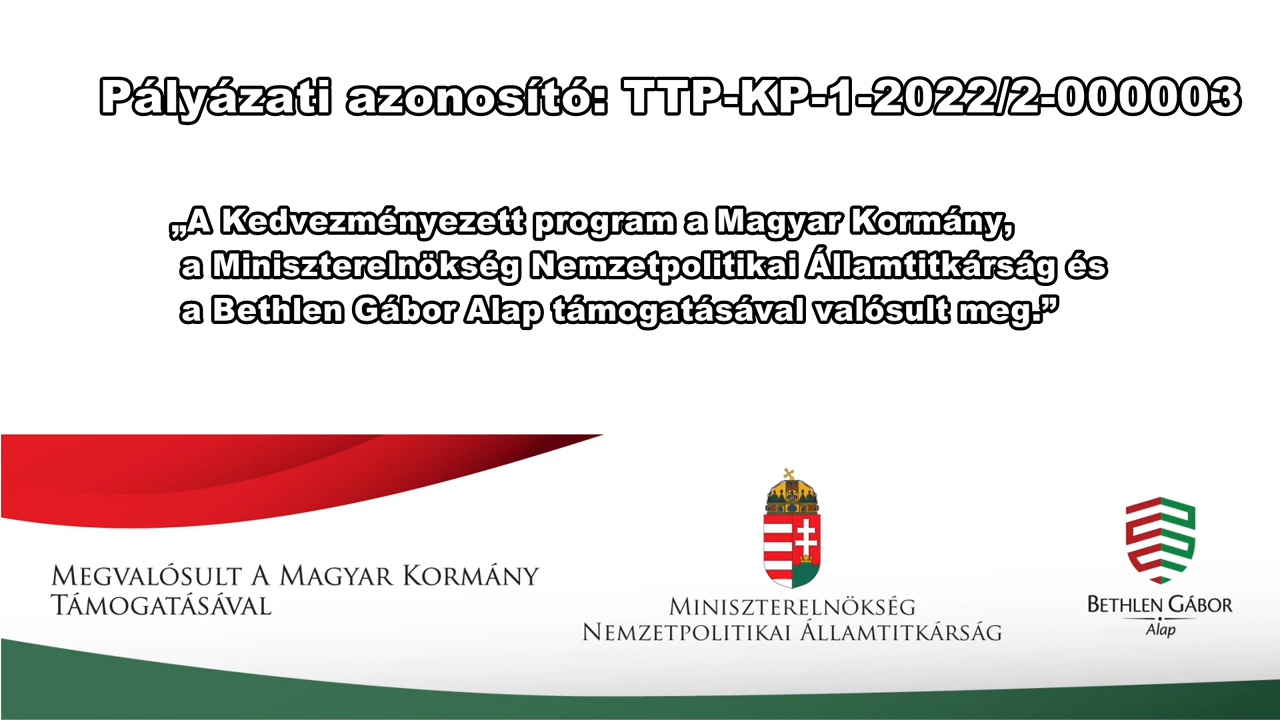 Pályázati azonosító: TTP-KP-1-2022/2-000003
„A Kedvezményezett program a Magyar Kormány,
a Miniszterelnökség Nemzetpolitikai Államtitkárság és
a Bethlen Gábor Alap támogatásával valósult meg.”
Megvalósult A Magyar Kormány
Támogatásával
Miniszterelnökség
Nemzetpolitikai Államtitkárság
Bethlen Gábor
Alap